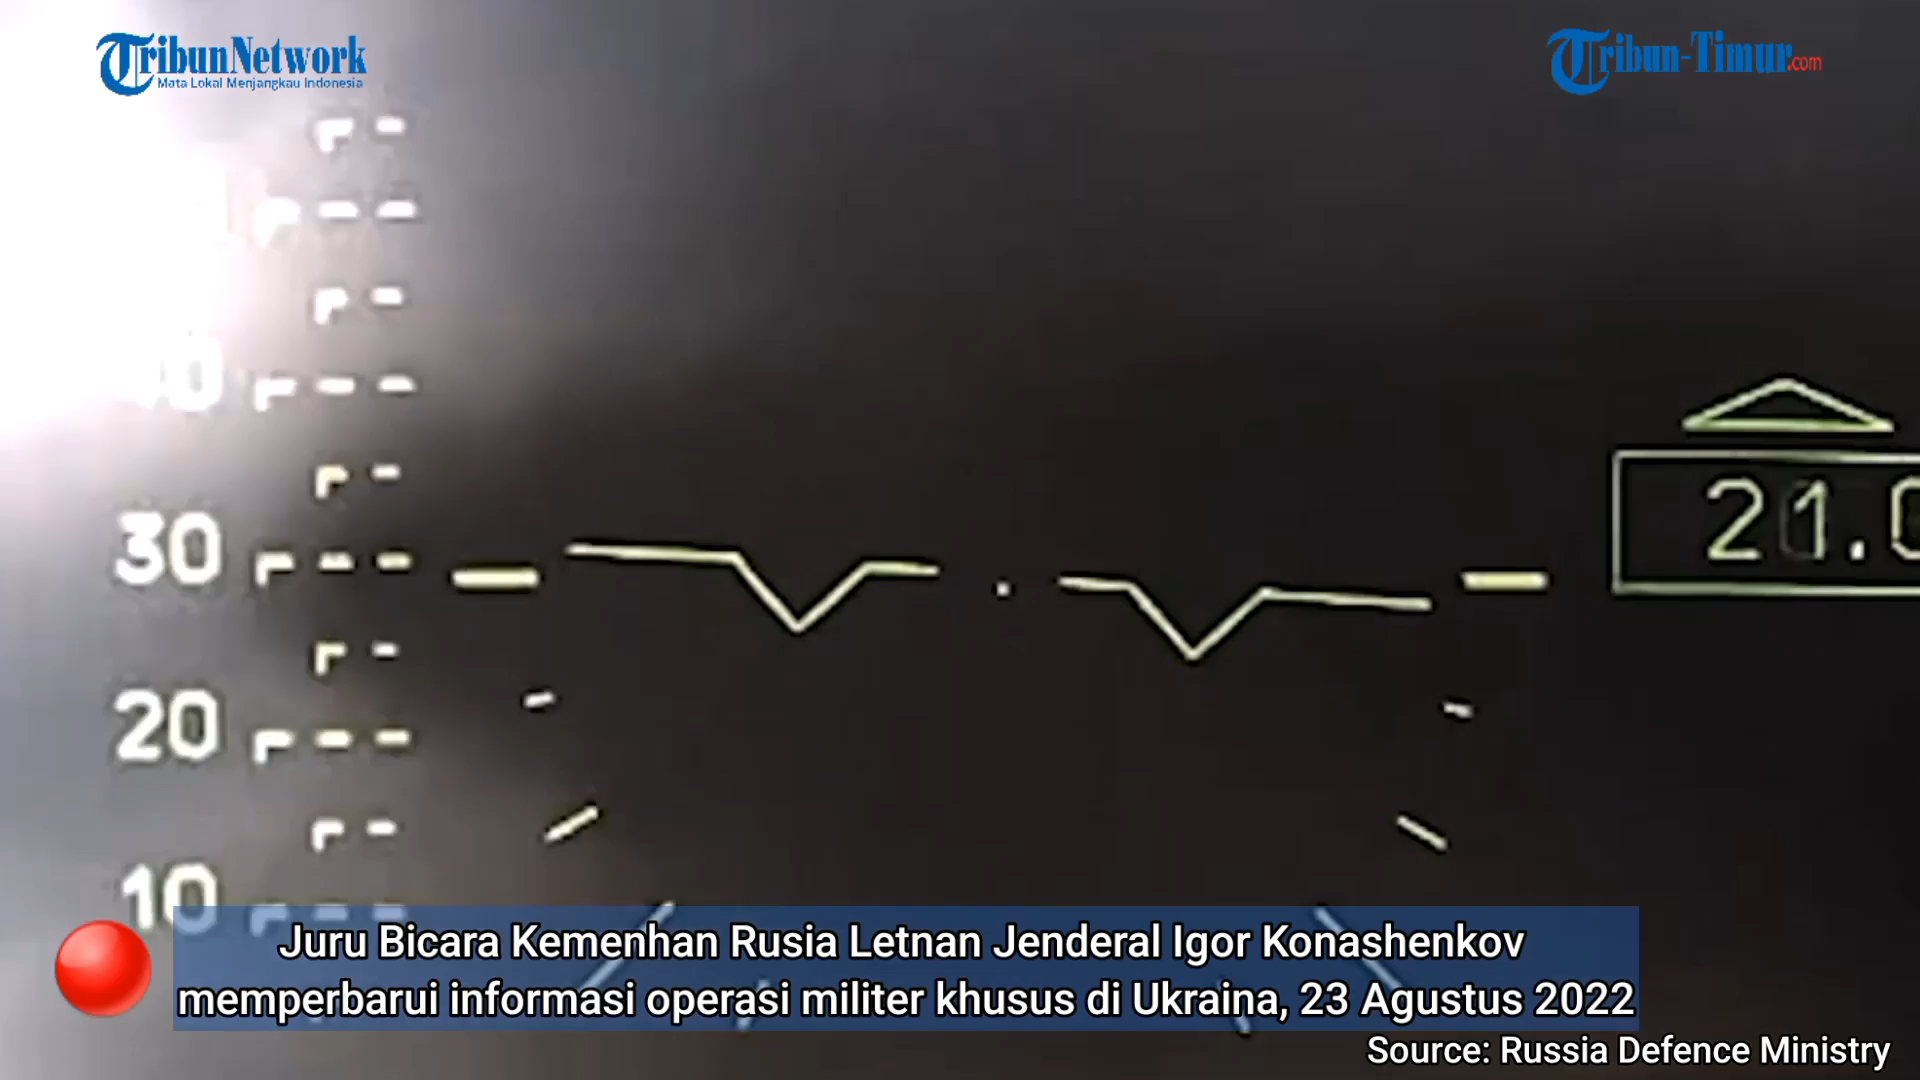 TribunNetwork
Mata Lokal Menjangkau Indonesia
Tribun-Timur.com
30
21.0
20
10
Juru Bicara Kemenhan Rusia Letnan Jenderal Igor Konashenkov
memperbarui informasi operasi militer khusus di Ukraina, 23 Agustus 2022
Source: Russia Defence Ministry